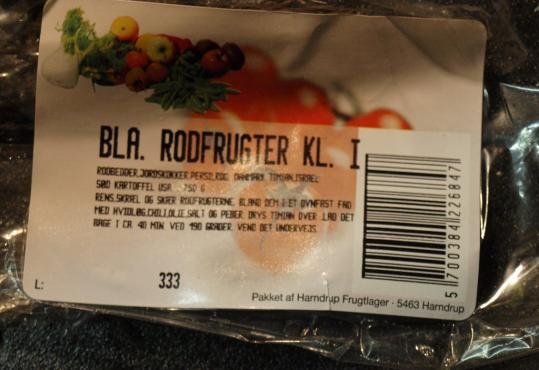 BLA. RODFRUGTER KL. I
RODBEDER,JORDSKOKKER,PERSILROD, DANMARK, TIMIAN,ISRAEL
SØD KARTOFFEL USA 750 G
RENS,SKRÆL OG SKÆR RODFRUGTERNE. BLAND DEM I ET OVNFAST FAD
MED HVIDLØG,CHILI,OLIE,SALT OG PEBER. DRYS TIMIAN OVER LAD DET
BAGE I CA. 40 MIN. VED 190 GRADER. VEND DET UNDERVEJS.
L: 333
Pakket af Harndrup Frugtlager · 5463 Harndrup
5 700384 226847